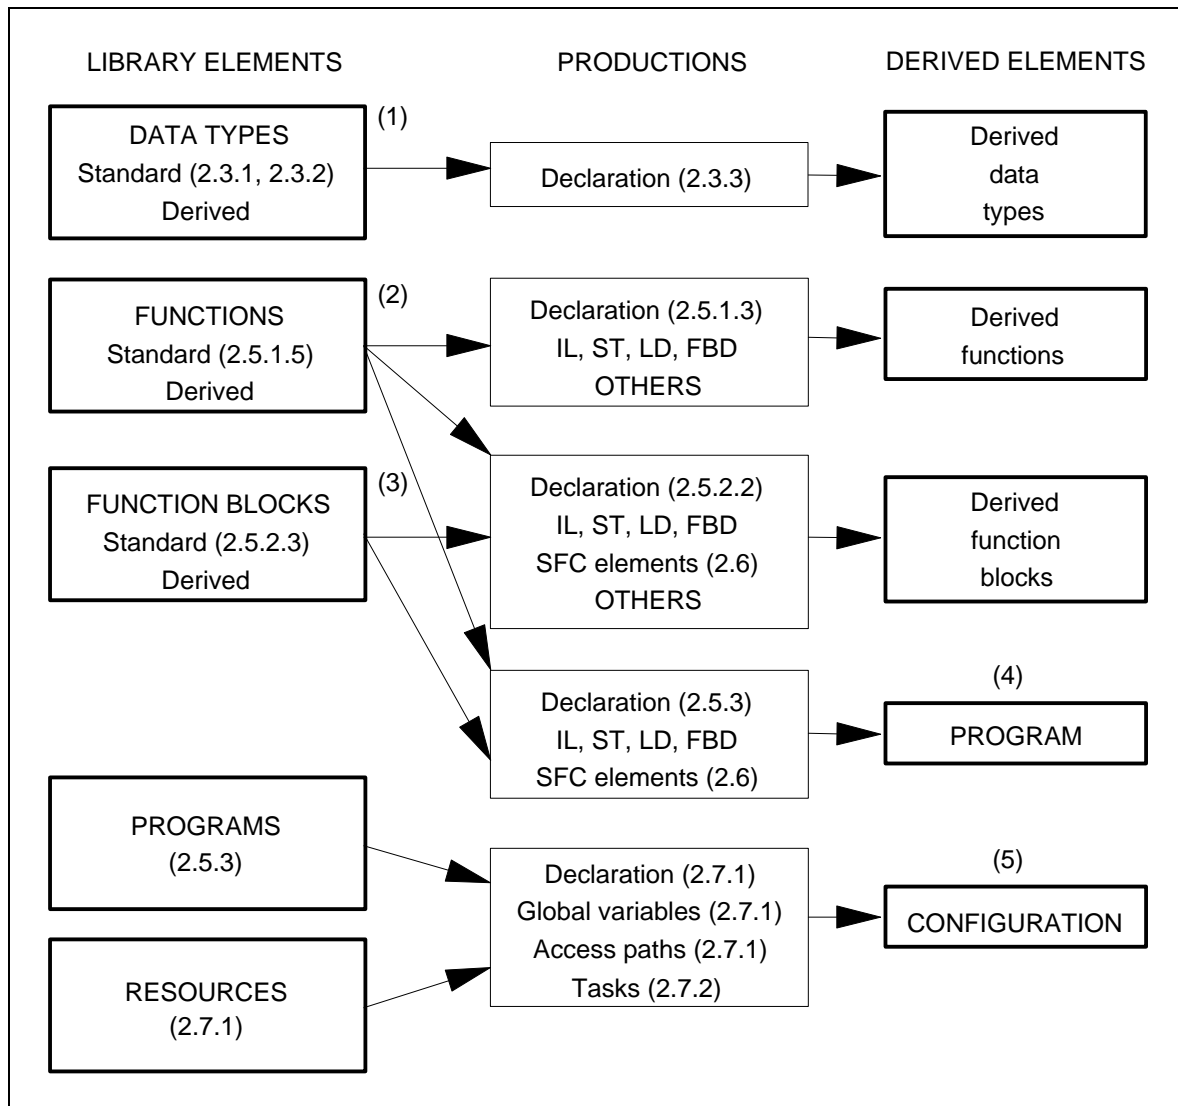 LIBRARY ELEMENTS
PRODUCTIONS
DERIVED ELEMENTS
DATA TYPES
Standard (2.3.1, 2.3.2)
Derived
(1)
Declaration (2.3.3)
Derived
data
types
FUNCTIONS
Standard (2.5.1.5)
Derived
(2)
Declaration (2.5.1.3)
IL, ST, LD, FBD
OTHERS
Derived
functions
FUNCTION BLOCKS
Standard (2.5.2.3)
Derived
(3)
Declaration (2.5.2.2)
IL, ST, LD, FBD
SFC elements (2.6)
OTHERS
Derived
function
blocks
Declaration (2.5.3)
IL, ST, LD, FBD
SFC elements (2.6)
(4)
PROGRAM
PROGRAMS
(2.5.3)
RESOURCES
(2.7.1)
Declaration (2.7.1)
Global variables (2.7.1)
Access paths (2.7.1)
Tasks (2.7.2)
(5)
CONFIGURATION